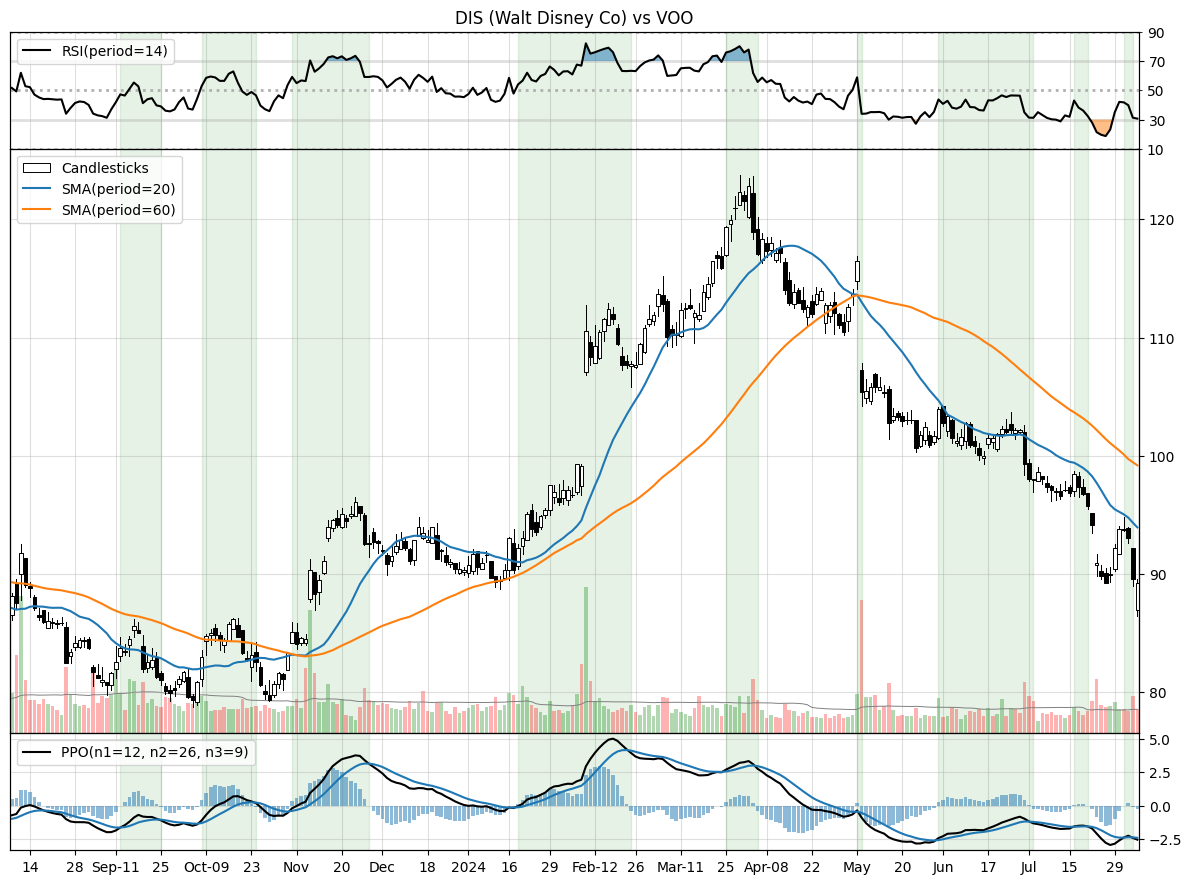 DIS (Walt Disney Co) vs VOO
RSI(period=14)
90
70
50
30
10
Candlesticks
SMA(period=20)
SMA(period=60)
120
110
100
90
80
PPO(n1=12, n2=26, n3=9)
5.0
2.5
0.0
−2.5
14 28 Sep-11 25 Oct-09 23 Nov 20 Dec 18 2024 16 29 Feb-12 26 Mar-11 25 Apr-08 22 May 20 Jun 17 Jul 15 29